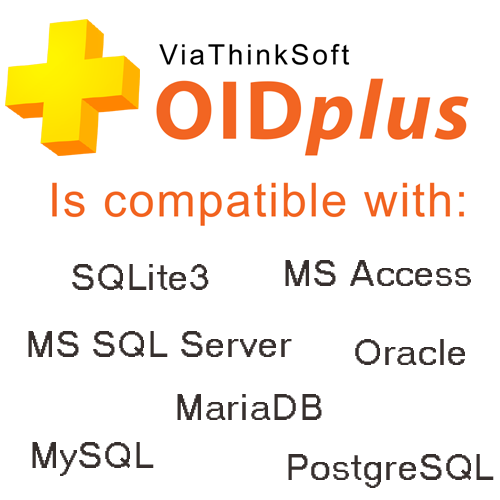 ViaThinkSoft
OIDplus
Is compatible with:
SQLite3
MS Access
MS SQL Server
Oracle
MariaDB
MySQL
PostgreSQL